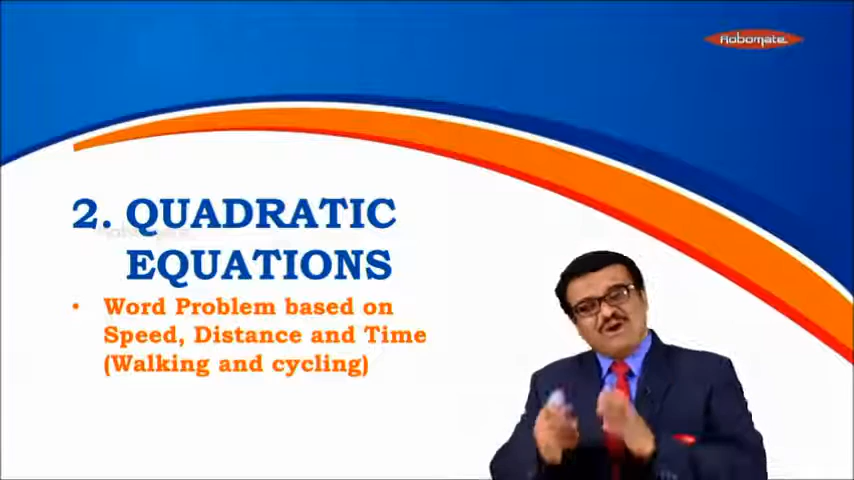 Robomate
2. QUADRATIC
EQUATIONS
• Word Problem based on
Speed, Distance and Time
(Walking and cycling)